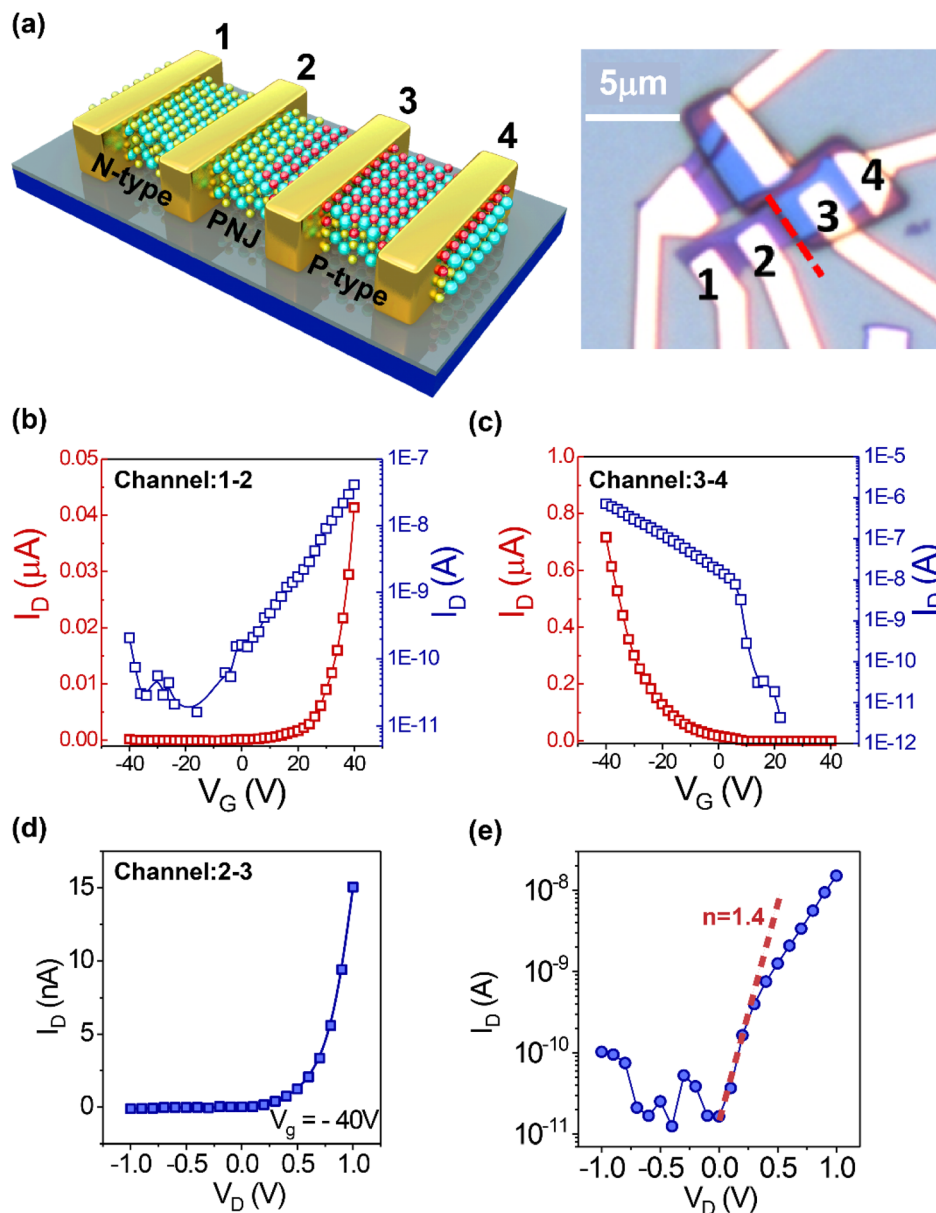 (a)
1
2
3
4
N-type
PNJ
P-type
5μm
1
2
3
4
(b)
Channel:1-2
I_D (μA)
0.05
0.04
0.03
0.02
0.01
0.00
I_D (A)
1E-7
1E-8
1E-9
1E-10
1E-11
-40 -20 0 20 40
V_G (V)
(c)
Channel:3-4
I_D (μA)
1.0
0.8
0.6
0.4
0.2
0.0
I_D (A)
1E-5
1E-6
1E-7
1E-8
1E-9
1E-10
1E-11
1E-12
-40 -20 0 20 40
V_G (V)
(d)
Channel:2-3
I_D (nA)
15
10
5
0
V_g = - 40V
-1.0 -0.5 0.0 0.5 1.0
V_D (V)
(e)
n=1.4
I_D (A)
10^-8
10^-9
10^-10
10^-11
-1.0 -0.5 0.0 0.5 1.0
V_D (V)